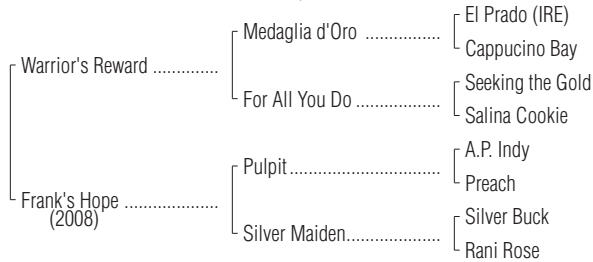 El Prado (IRE)
Medaglia d'Oro ................
Cappucino Bay
Warrior's Reward ..............
Seeking the Gold
For All You Do ..................
Salina Cookie
A.P. Indy
Pulpit................................
Preach
Frank's Hope ....................
(2008)
Silver Buck
Silver Maiden....................
Rani Rose